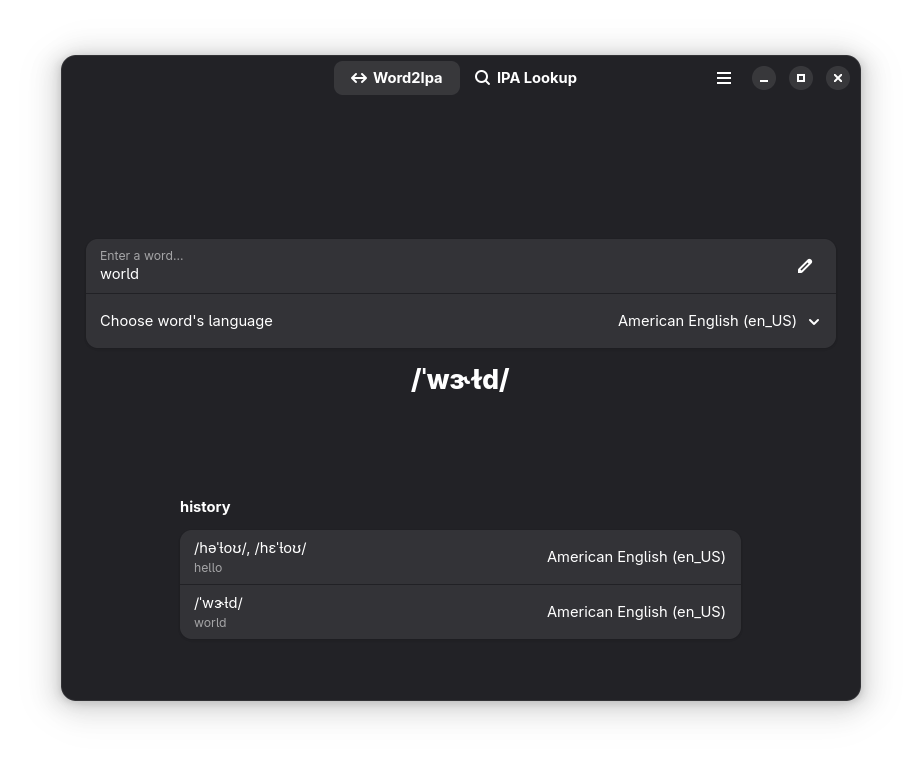 Word2Ipa
IPA Lookup
Enter a word...
world
Choose word's language
American English (en_US)
/ˈwɝɫd/
history
/həˈɫoʊ/, /hɛˈɫoʊ/
hello
American English (en_US)
/ˈwɝɫd/
world
American English (en_US)